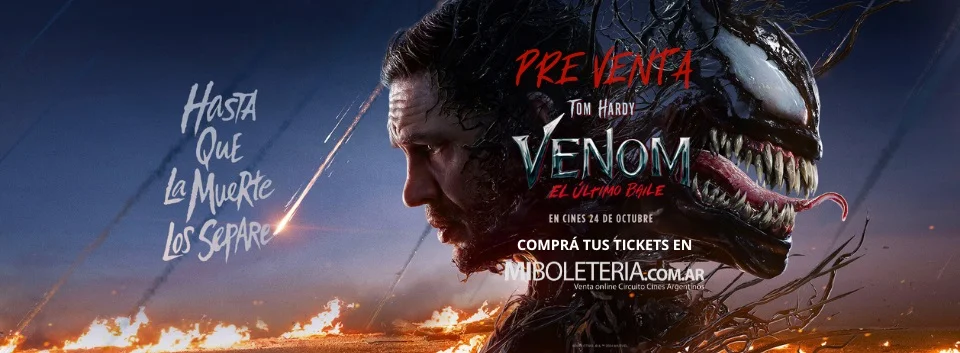 HASTA
QUE
LA MUERTE
LOS SEPARE
PRE VENTA
TOM HARDY
VENOM
EL ÚLTIMO BAILE
EN CINES 24 DE OCTUBRE
COMPRÁ TUS TICKETS EN
MIBOLETERIA.COM.AR
Venta online Circuito Cines Argentinos